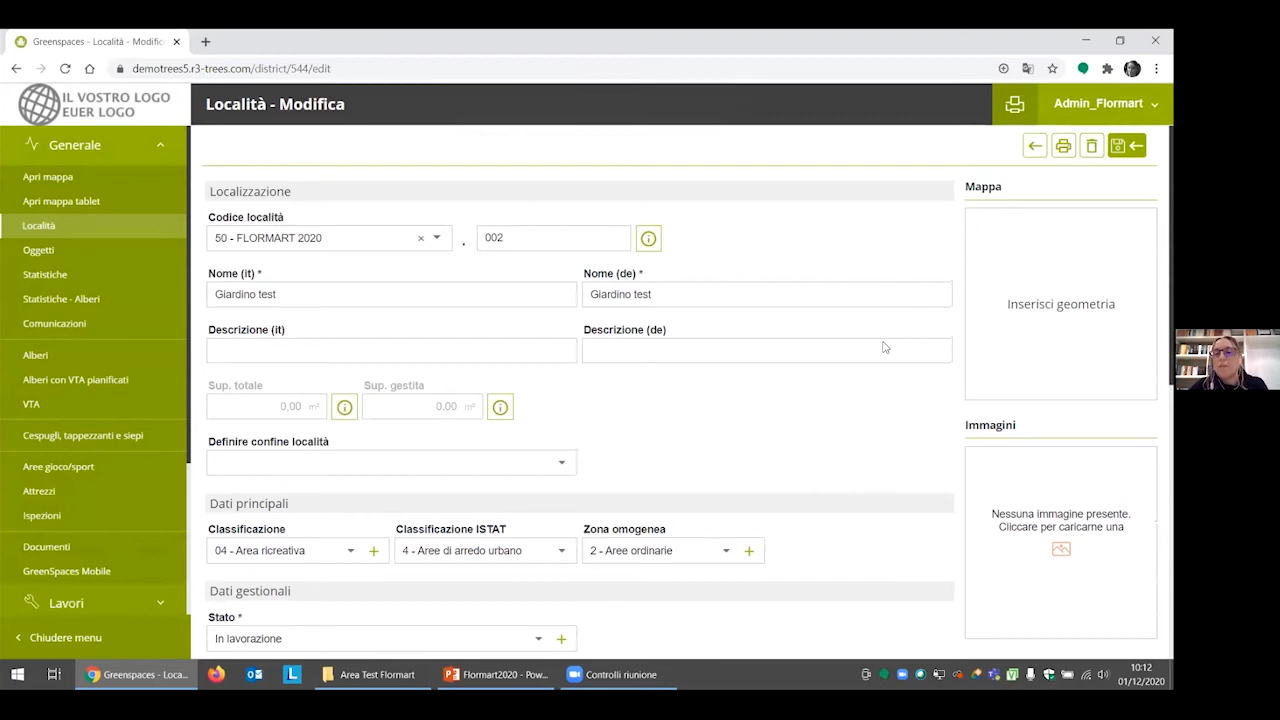 Greenspaces - Località - Modific
demotrees5.r3-trees.com/district/544/edit
IL VOSTRO LOGO
EUER LOGO
Località - Modifica
Admin_Flormart
Generale
Apri mappa
Apri mappa tablet
Località
Oggetti
Statistiche
Statistiche - Alberi
Comunicazioni
Alberi
Alberi con VTA pianificati
VTA
Cespugli, tappezzanti e siepi
Aree gioco/sport
Attrezzi
Ispezioni
Documenti
GreenSpaces Mobile
Lavori
Chiudere menu
Localizzazione
Codice località
50 - FLORMART 2020 × . 002
Nome (it) * Nome (de) *
Giardino test Giardino test
Descrizione (it) Descrizione (de)
Sup. totale Sup. gestita
0,00 m² 0,00 m²
Definire confine località
Dati principali
Classificazione Classificazione ISTAT Zona omogenea
04 - Area ricreativa 4 - Aree di arredo urbano 2 - Aree ordinarie
Dati gestionali
Stato *
In lavorazione
Mappa
Inserisci geometria
Immagini
Nessuna immagine presente.
Cliccare per caricarne una
Greenspaces - Loca...
Area Test Flormart
Flormart2020 - Pow...
Controlli riunione
10:12
01/12/2020